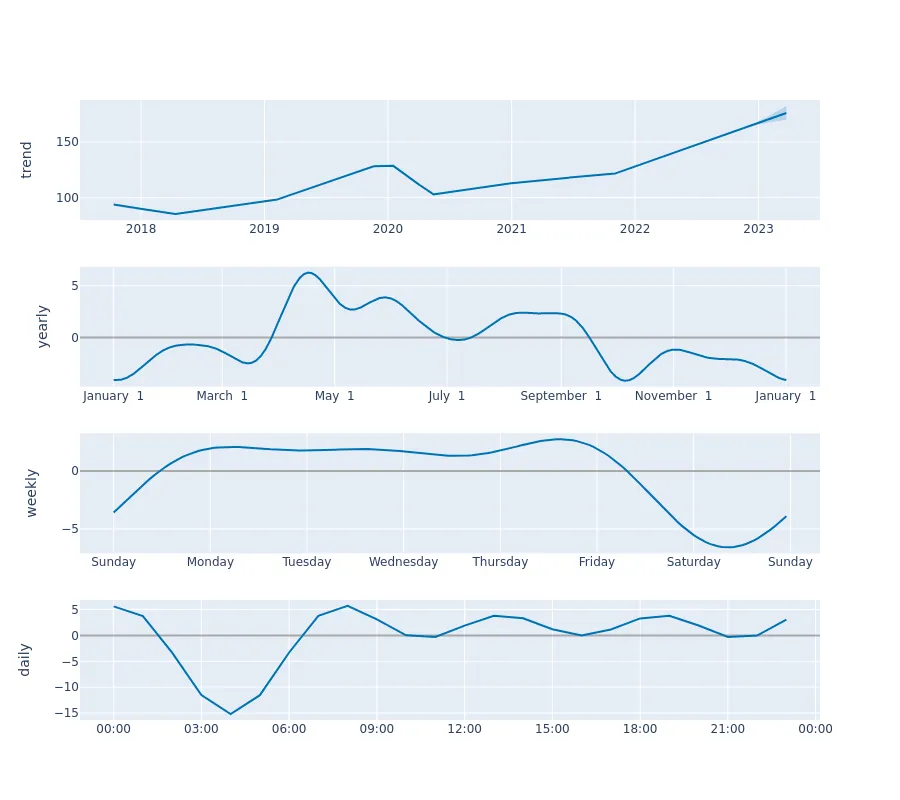 trend
150
100
2018 2019 2020 2021 2022 2023
yearly
5
0
January 1 March 1 May 1 July 1 September 1 November 1 January 1
weekly
0
−5
Sunday Monday Tuesday Wednesday Thursday Friday Saturday Sunday
daily
5
0
−5
−10
−15
00:00 03:00 06:00 09:00 12:00 15:00 18:00 21:00 00:00